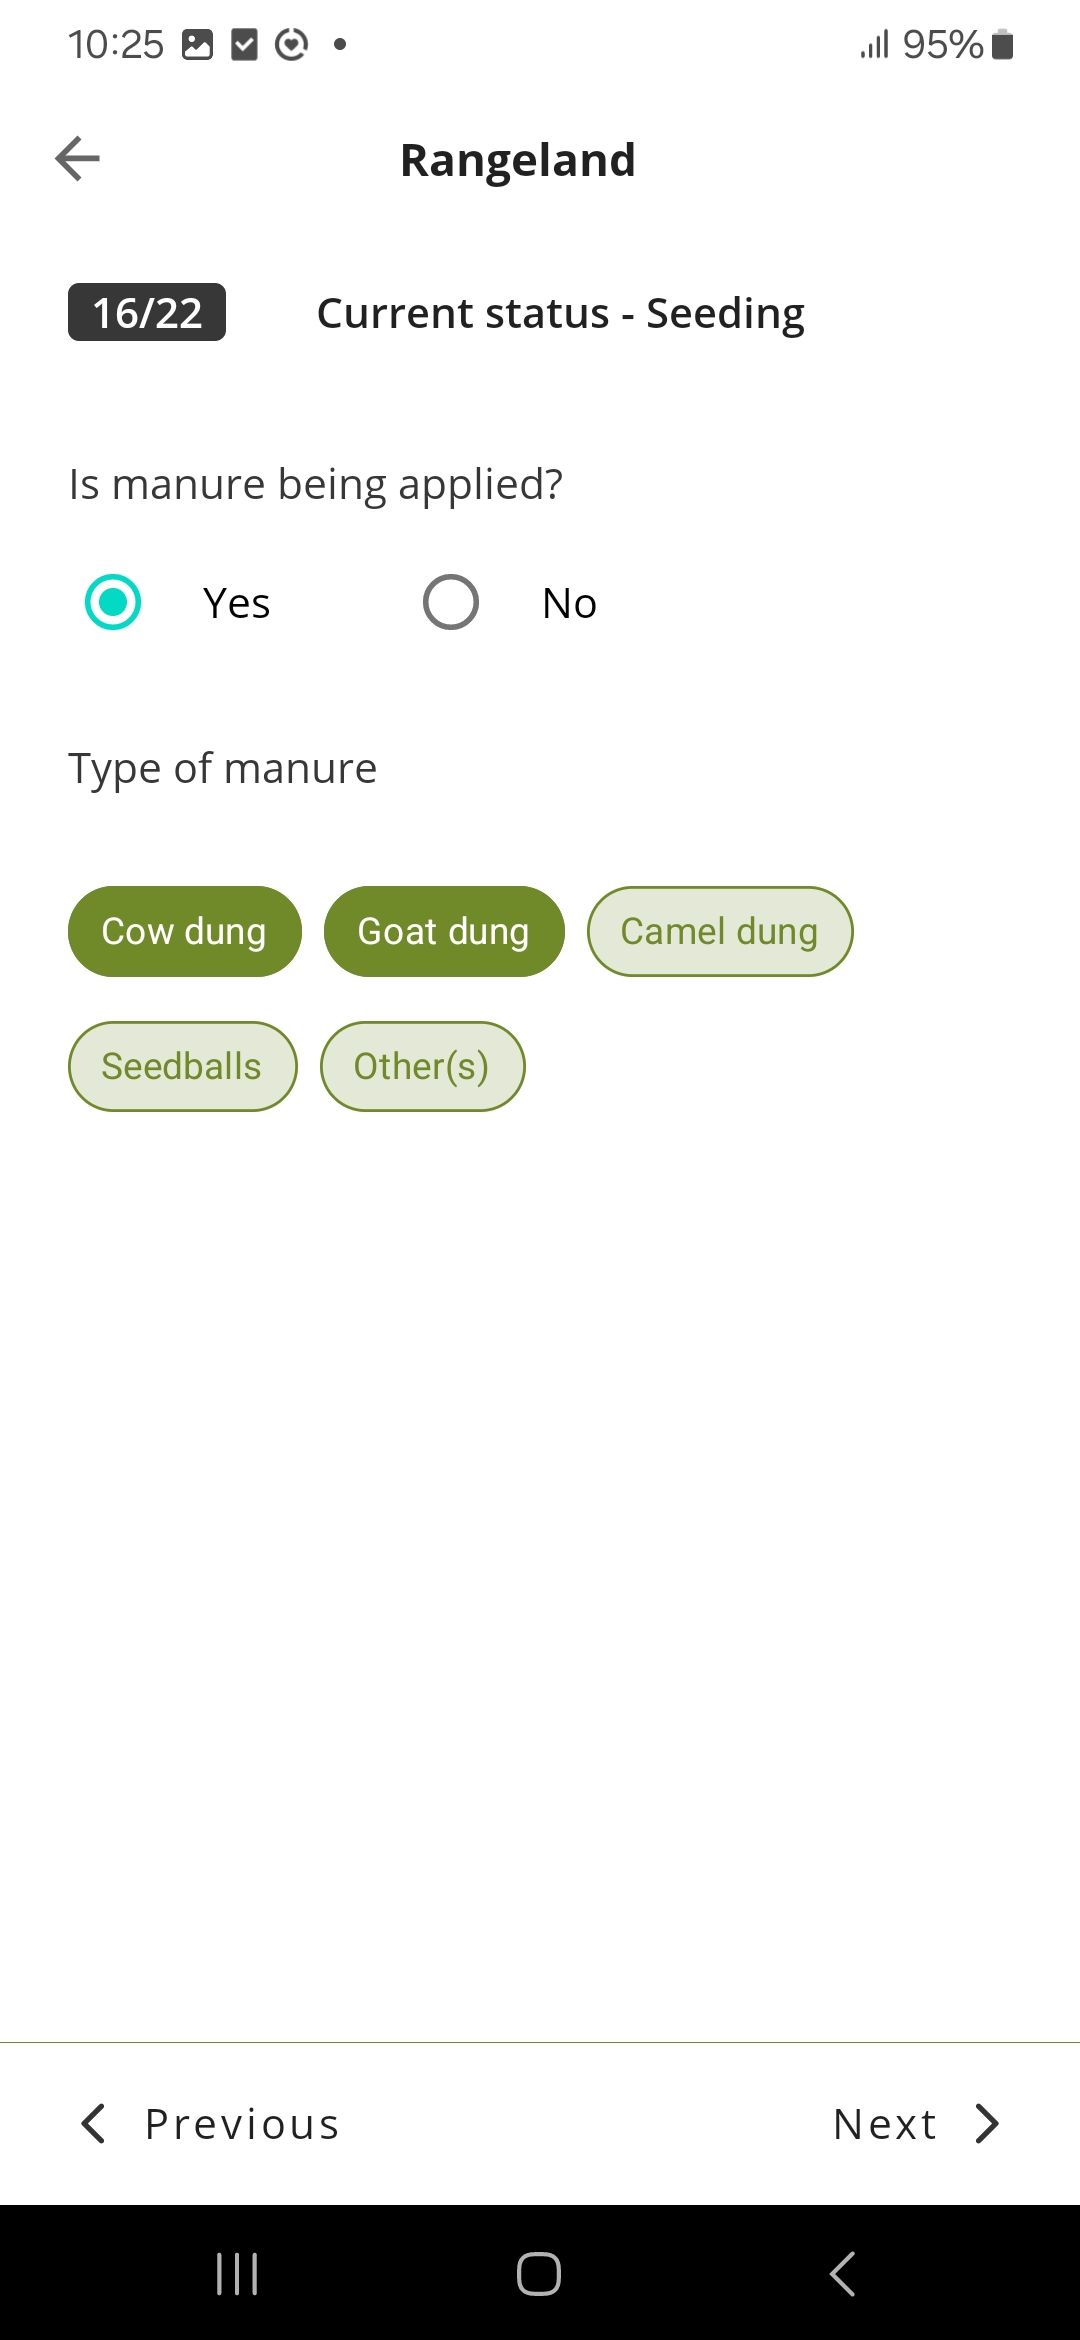 10:25 95%
Rangeland
16/22 Current status - Seeding
Is manure being applied?
Yes No
Type of manure
Cow dung Goat dung Camel dung
Seedballs Other(s)
Previous Next